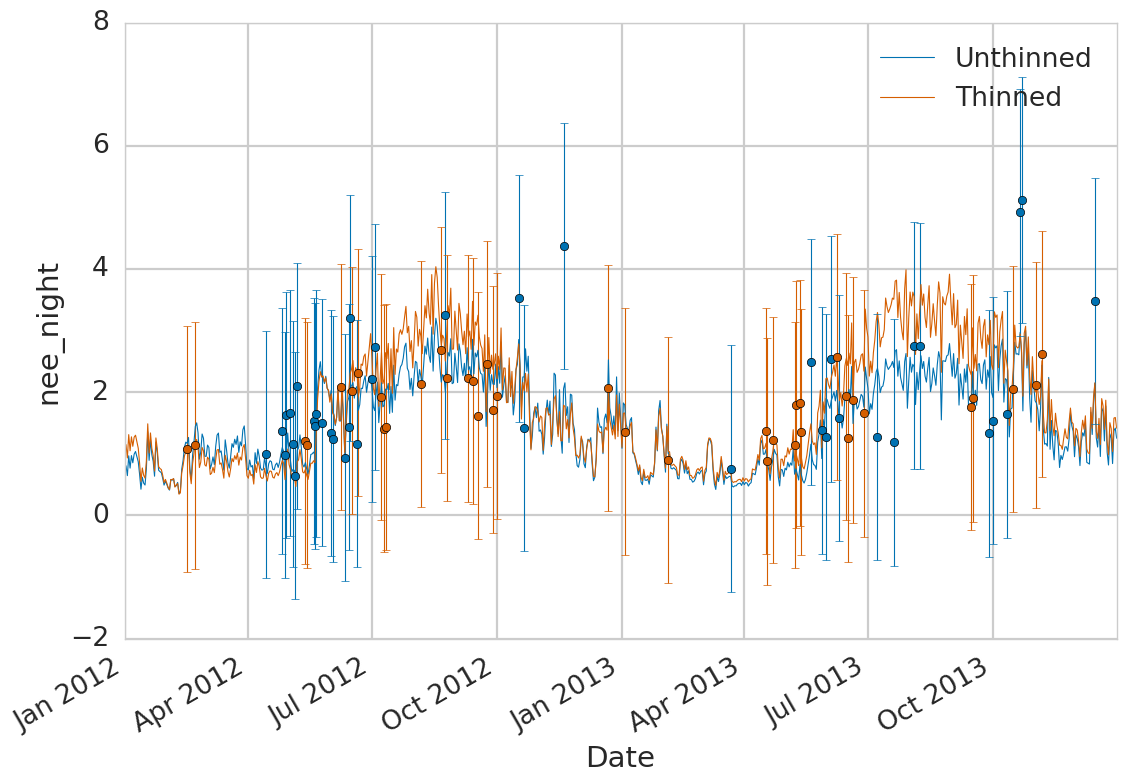 8
6
4
2
0
−2
nee_night
Unthinned
Thinned
Jan 2012
Apr 2012
Jul 2012
Oct 2012
Jan 2013
Apr 2013
Jul 2013
Oct 2013
Date